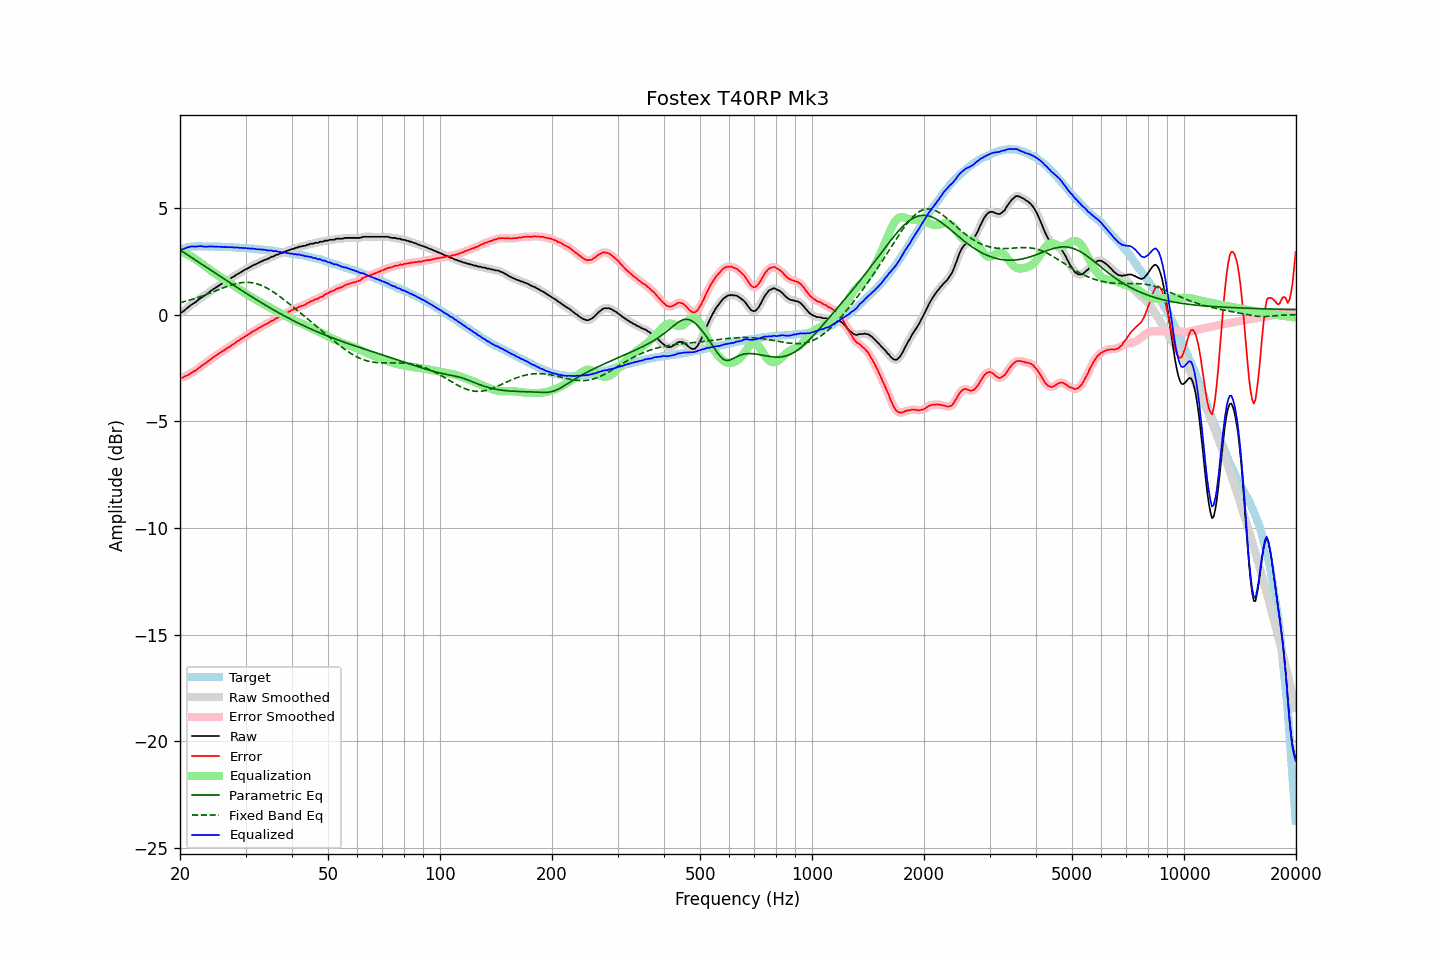 Fostex T40RP Mk3
5
0
−5
−10
−15
−20
−25
Amplitude (dBr)
Target
Raw Smoothed
Error Smoothed
Raw
Error
Equalization
Parametric Eq
Fixed Band Eq
Equalized
20 50 100 200 500 1000 2000 5000 10000 20000
Frequency (Hz)